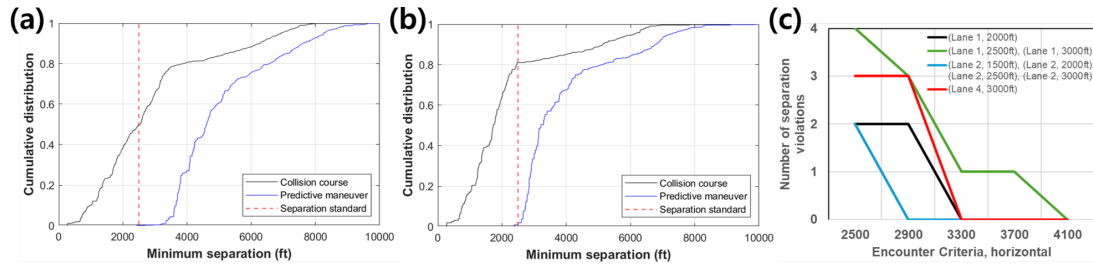 (a)
Cumulative distribution
1
0.8
0.6
0.4
0.2
0
0
2000
4000
6000
8000
10000
Minimum separation (ft)
Collision course
Predictive maneuver
Separation standard
(b)
Cumulative distribution
1
0.8
0.6
0.4
0.2
0
0
2000
4000
6000
8000
10000
Minimum separation (ft)
Collision course
Predictive maneuver
Separation standard
(c)
Number of separation
violations
4
3
2
1
0
2500
2900
3300
3700
4100
Encounter Criteria, horizontal
(Lane 1, 2000ft)
(Lane 1, 2500ft), (Lane 1, 3000ft)
(Lane 2, 1500ft), (Lane 2, 2000ft)
(Lane 2, 2500ft), (Lane 2, 3000ft)
(Lane 4, 3000ft)